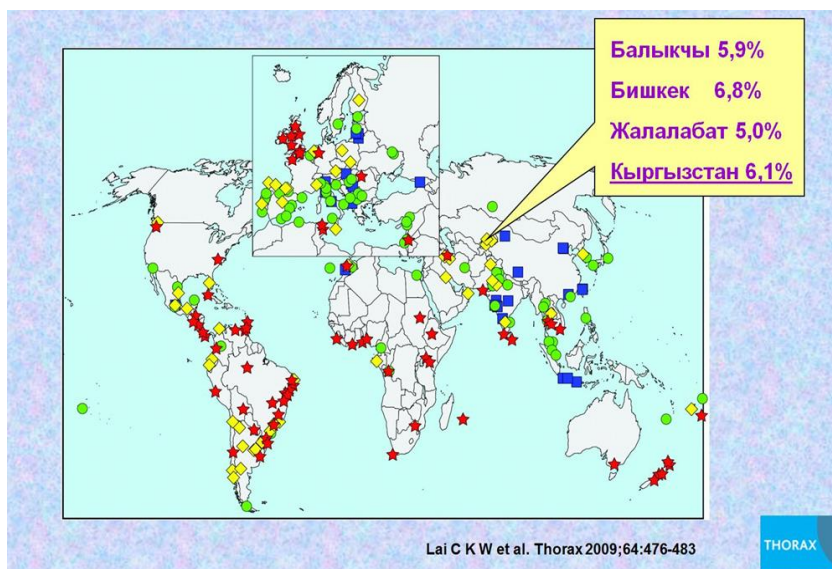 Балыкчы 5,9%
Бишкек 6,8%
Жалалабат 5,0%
Кыргызстан 6,1%
Lai C K W et al. Thorax 2009;64:476-483
THORAX